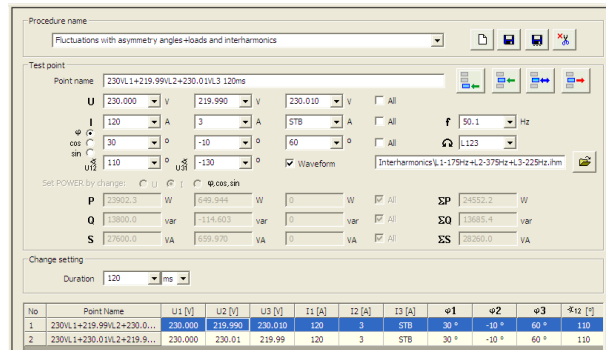 Procedure name
Fluctuations with asymmetry angles+loads and interharmonics
Test point
Point name 230VL1+219.99VL2+230.01VL3 120ms
U 230.000 V 219.990 V 230.010 V All
I 120 A 3 A STB A All f 50.1 Hz
φ cos sin 30 ° -10 ° 60 ° All Ω L123
∢ U12 110 ° ∢ U31 -130 ° Waveform Interharmonics\L1-175Hz+L2-375Hz+L3-225Hz.ihm
Set POWER by change: U I φ,cos,sin
P 23902.3 W 649.944 W 0 W All ΣP 24552.2 W
Q 13800.0 var -114.603 var 0 var All ΣQ 13685.4 var
S 27600.0 VA 659.970 VA 0 VA All ΣS 28260.0 VA
Change setting
Duration 120 ms
No Point Name U1 [V] U2 [V] U3 [V] I1 [A] I2 [A] I3 [A] φ1 φ2 φ3 ∢12 [°]
1 230VL1+219.99VL2+230.0... 230.000 219.990 230.010 120 3 STB 30 ° -10 ° 60 ° 110
2 230VL1+230.01VL2+219.9... 230.000 230.01 219.99 120 3 STB 30 ° -10 ° 60 ° 110